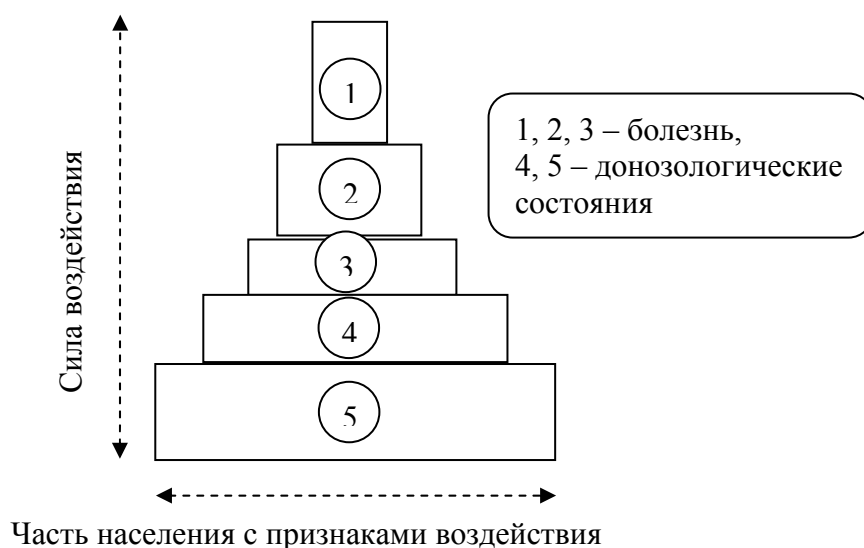 Сила воздействия
1
2
3
4
5
1, 2, 3 – болезнь,
4, 5 – донозологические
состояния
Часть населения с признаками воздействия